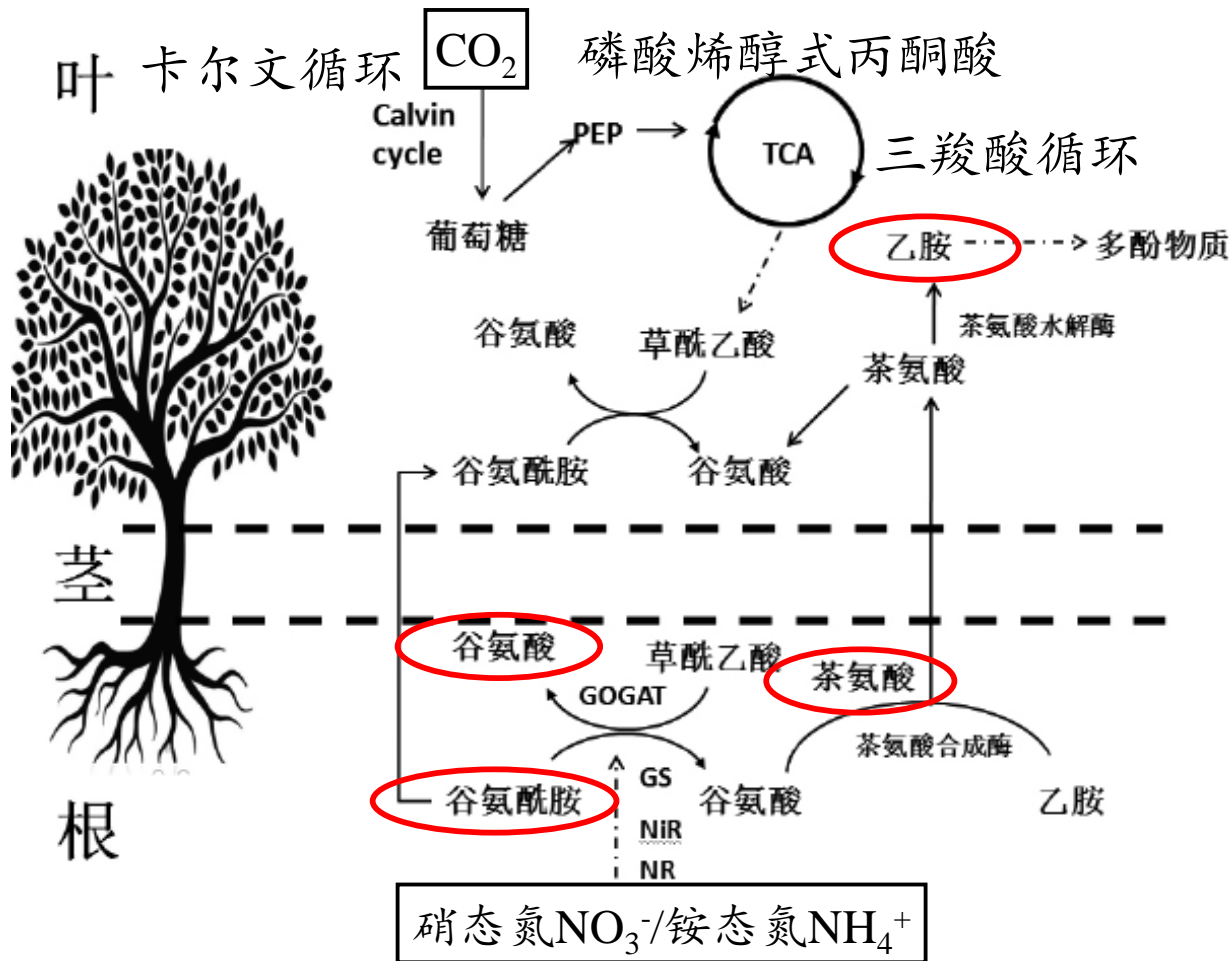 叶
卡尔文循环
CO₂
磷酸烯醇式丙酮酸
Calvin
cycle
PEP
TCA
三羧酸循环
葡萄糖
乙胺
多酚物质
谷氨酸
草酰乙酸
茶氨酸水解酶
茶氨酸
谷氨酰胺
谷氨酸
茎
谷氨酸
草酰乙酸
茶氨酸
GOGAT
茶氨酸合成酶
GS
谷氨酰胺
谷氨酸
乙胺
根
NiR
NR
硝态氮NO₃⁻/铵态氮NH₄⁺